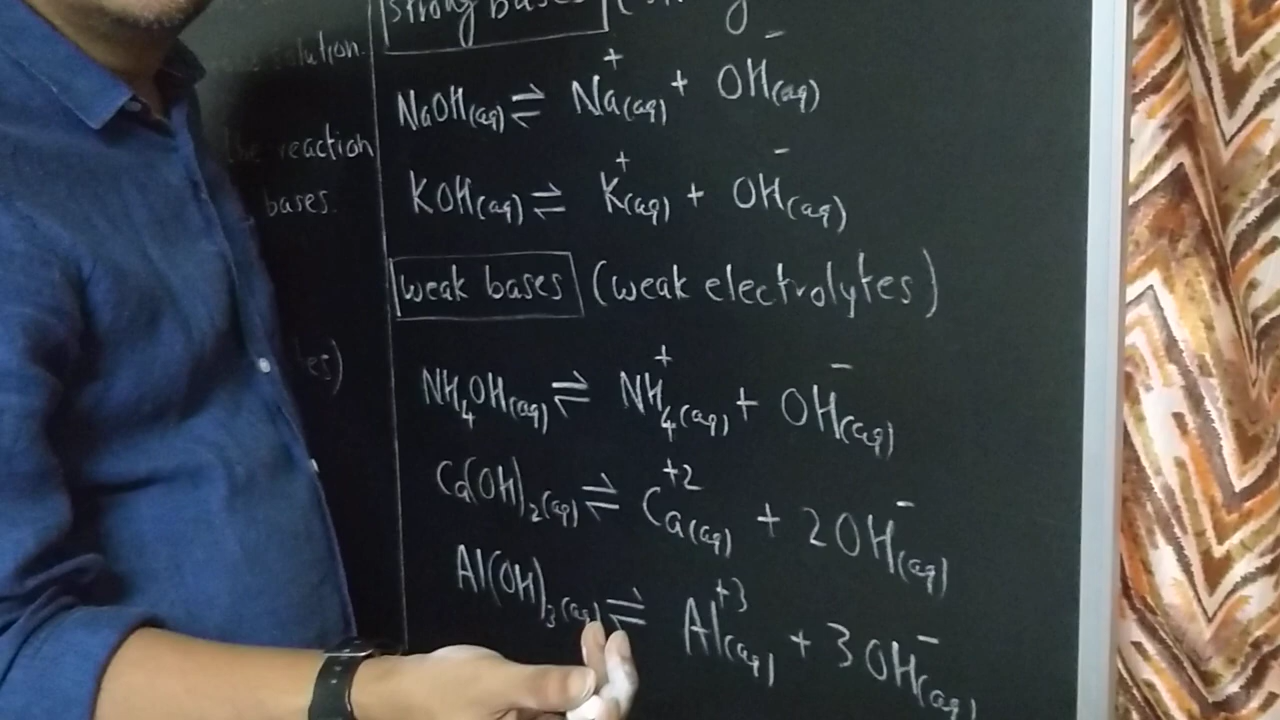 strong bases
NaOH(aq) ⇌ Na⁺(aq) + OH⁻(aq)
KOH(aq) ⇌ K⁺(aq) + OH⁻(aq)
weak bases (weak electrolytes)
NH₄OH(aq) ⇌ NH₄⁺(aq) + OH⁻(aq)
Ca(OH)₂(aq) ⇌ Ca⁺²(aq) + 2OH⁻(aq)
Al(OH)₃(aq) ⇌ Al⁺³(aq) + 3OH⁻(aq)
reaction
bases.